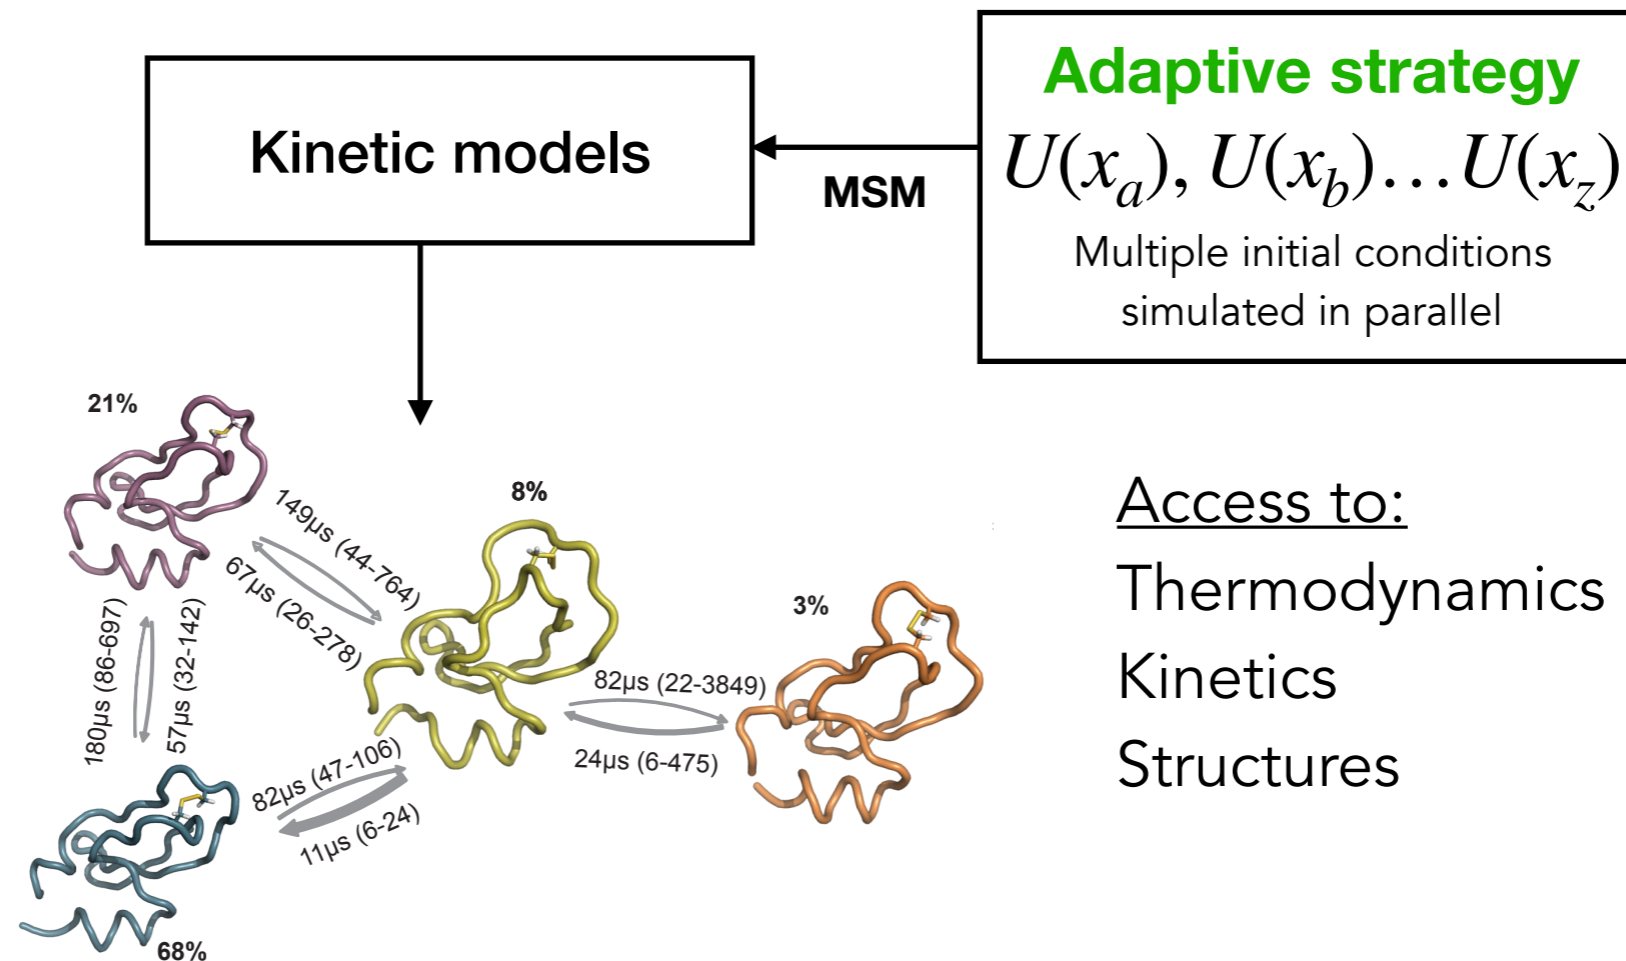 Adaptive strategy
U(x_a), U(x_b)…U(x_z)
Multiple initial conditions
simulated in parallel
Kinetic models
MSM
21%
149µs (44-764)
67µs (26-278)
8%
180µs (86-697)
57µs (32-142)
3%
82µs (22-3849)
24µs (6-475)
82µs (47-106)
11µs (6-24)
68%
Access to:
Thermodynamics
Kinetics
Structures